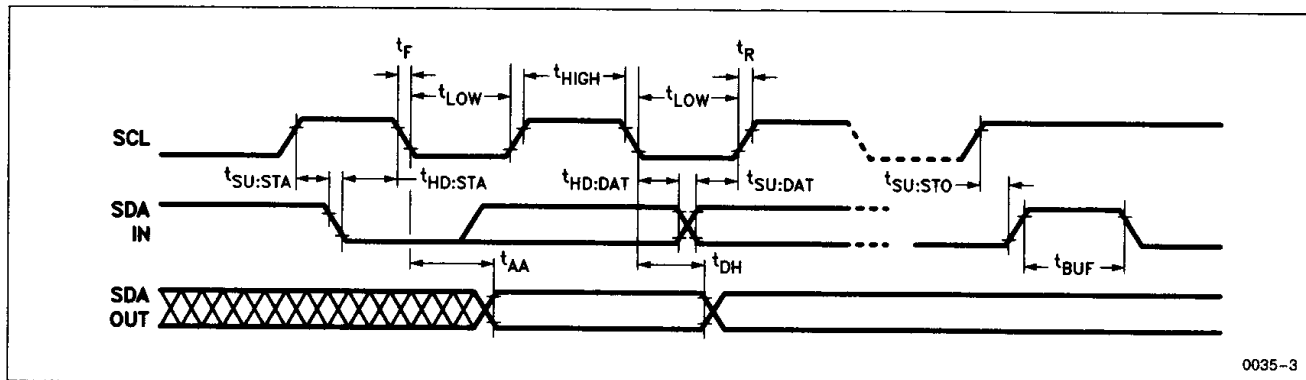 tF
tR
tLOW
tHIGH
tLOW
SCL
tSU:STA
tHD:STA
tHD:DAT
tSU:DAT
tSU:STO
SDA
IN
tAA
tDH
tBUF
SDA
OUT
0035-3